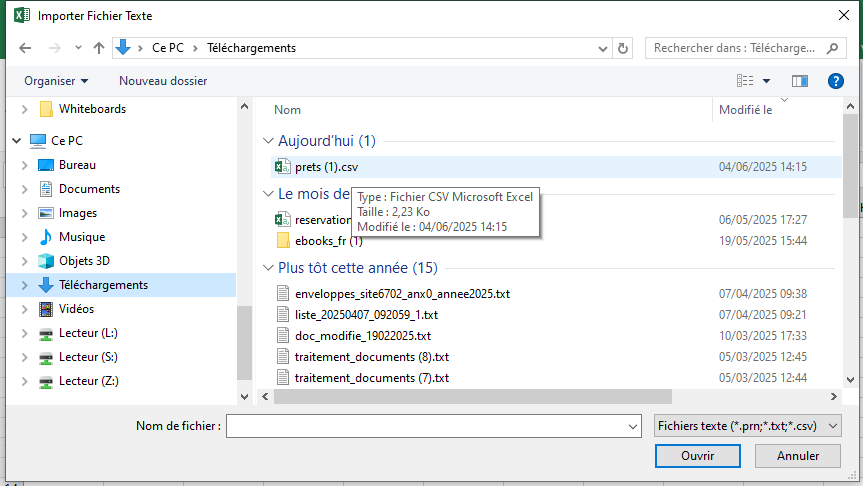 Importer Fichier Texte
Ce PC > Téléchargements
Rechercher dans : Télécharge...
Organiser
Nouveau dossier
Whiteboards
Ce PC
Bureau
Documents
Images
Musique
Objets 3D
Téléchargements
Vidéos
Lecteur (L:)
Lecteur (S:)
Lecteur (Z:)
Nom Modifié le
Aujourd'hui (1)
prets (1).csv 04/06/2025 14:15
Le mois de
Type : Fichier CSV Microsoft Excel
Taille : 2,23 Ko
Modifié le : 04/06/2025 14:15
reservation 06/05/2025 17:27
ebooks_fr (1) 19/05/2025 15:44
Plus tôt cette année (15)
enveloppes_site6702_anx0_annee2025.txt 07/04/2025 09:38
liste_20250407_092059_1.txt 07/04/2025 09:21
doc_modifie_19022025.txt 10/03/2025 17:33
traitement_documents (8).txt 05/03/2025 12:45
traitement_documents (7).txt 05/03/2025 12:44
Nom de fichier :
Fichiers texte (*.prn;*.txt;*.csv)
Ouvrir
Annuler